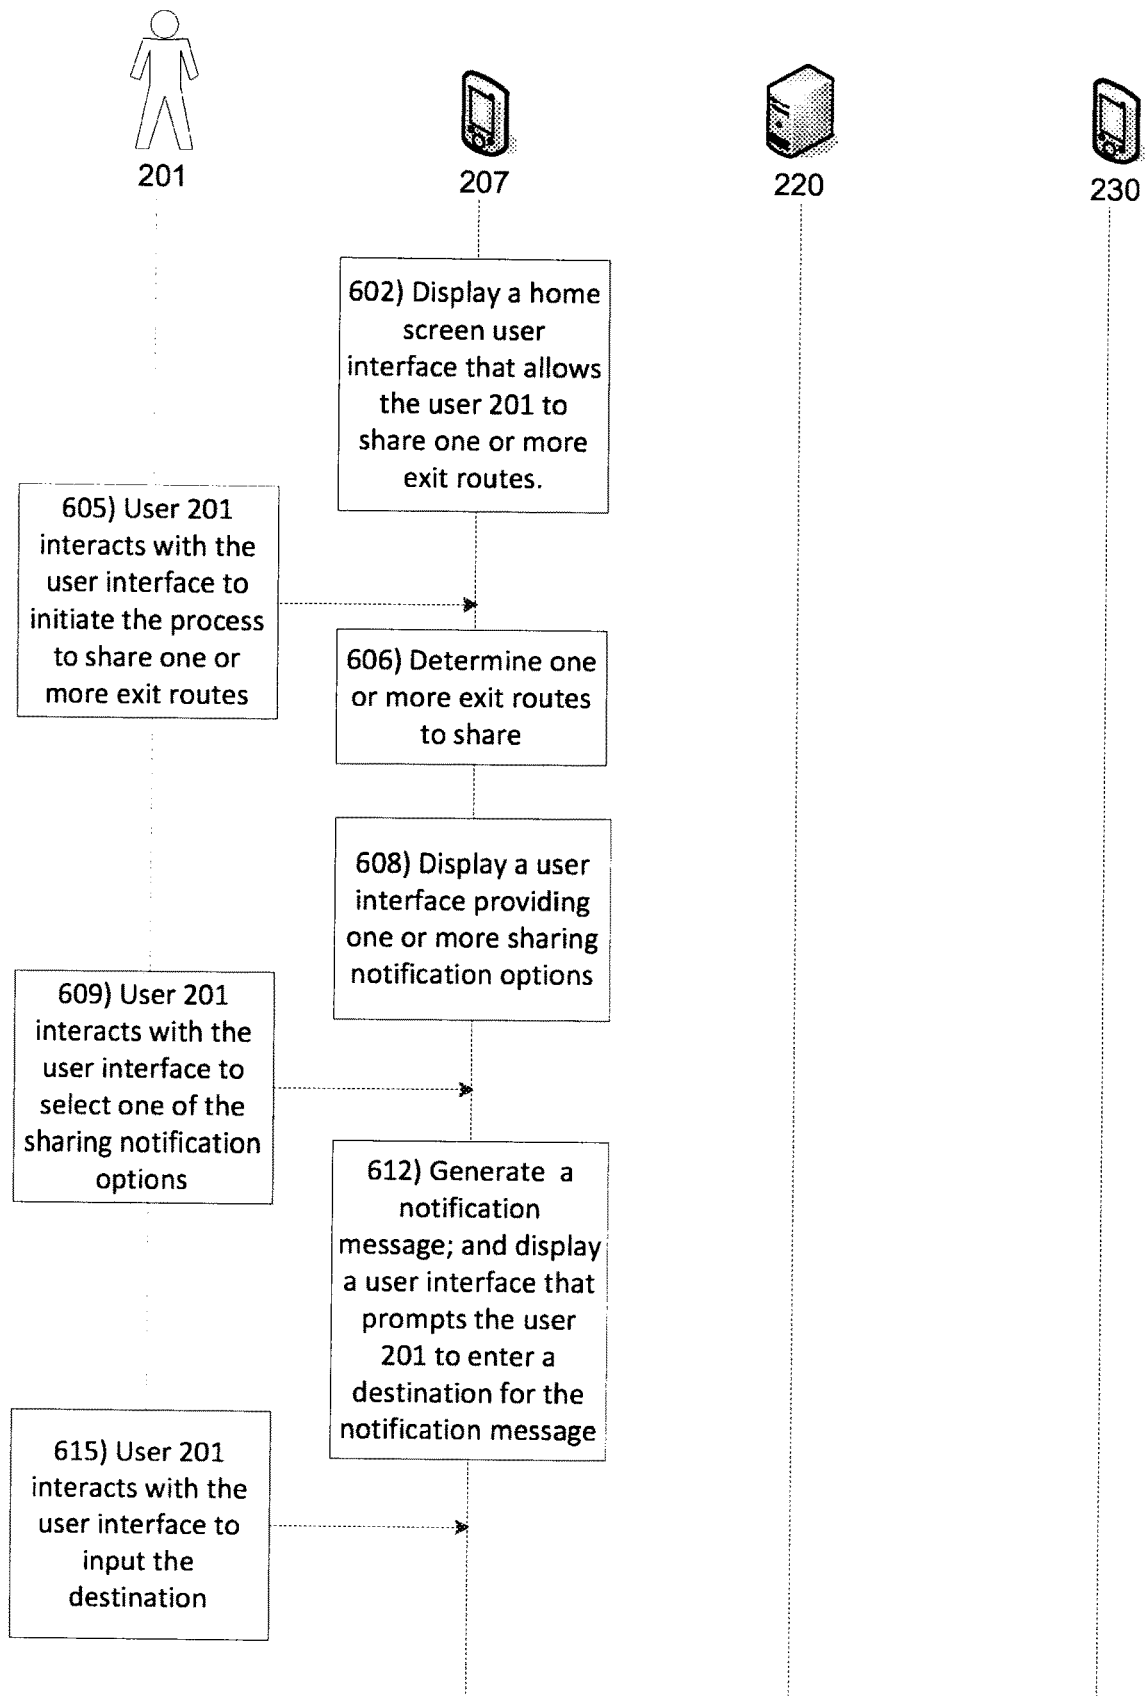 201
207
220
230
602) Display a home
screen user
interface that allows
the user 201 to
share one or more
exit routes.
605) User 201
interacts with the
user interface to
initiate the process
to share one or
more exit routes
606) Determine one
or more exit routes
to share
608) Display a user
interface providing
one or more sharing
notification options
609) User 201
interacts with the
user interface to
select one of the
sharing notification
options
612) Generate a
notification
message; and display
a user interface that
prompts the user
201 to enter a
destination for the
notification message
615) User 201
interacts with the
user interface to
input the
destination